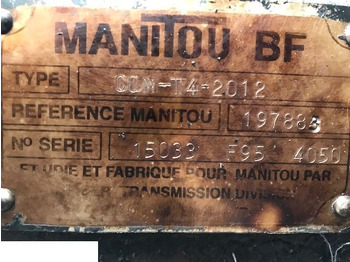 MANITOU BF
TYPE CCM-T4-2012
REFERENCE MANITOU 197883
No SERIE 15033 F95 4050
ETUDIE ET FABRIQUE POUR MANITOU PAR
TRANSMISSION DIVISION